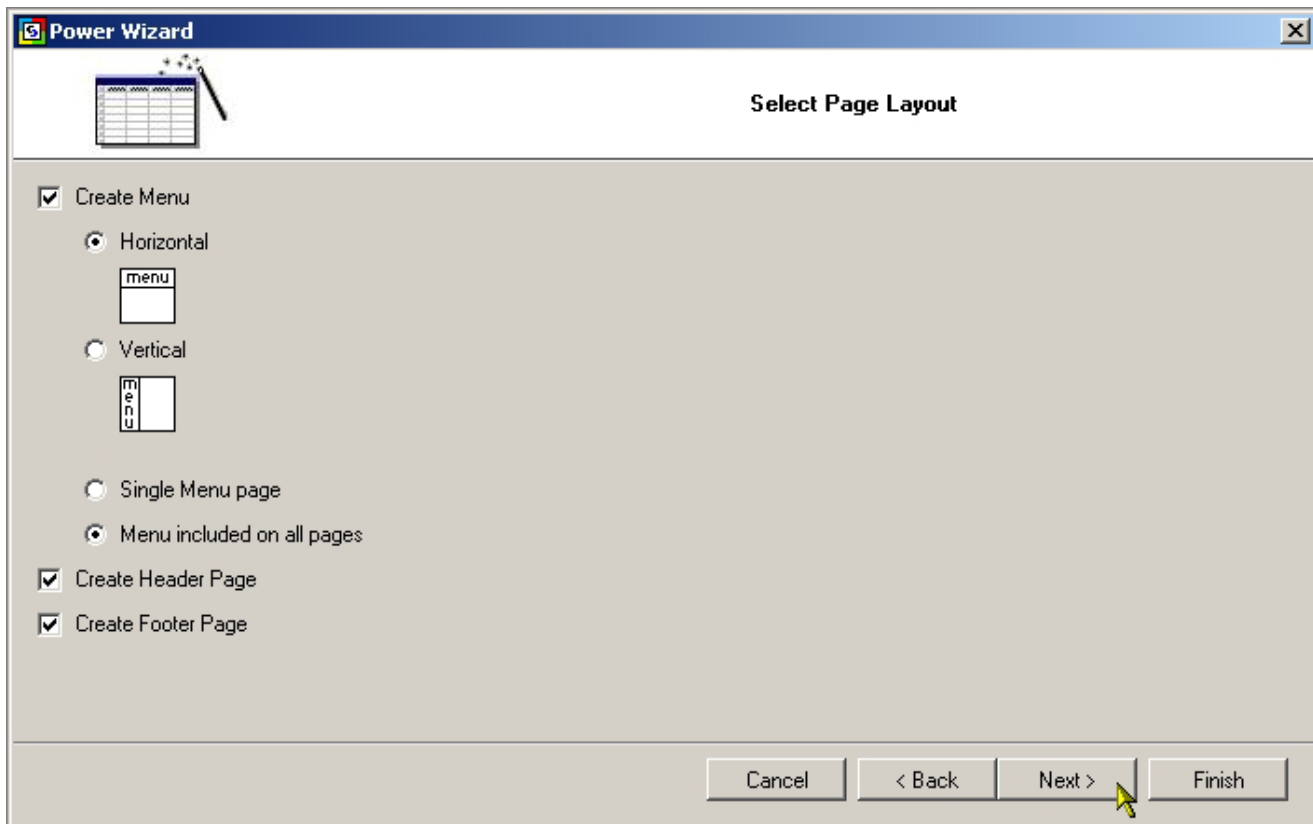 Power Wizard
Select Page Layout
Create Menu
Horizontal
menu
Vertical
menu
Single Menu page
Menu included on all pages
Create Header Page
Create Footer Page
Cancel
< Back
Next >
Finish